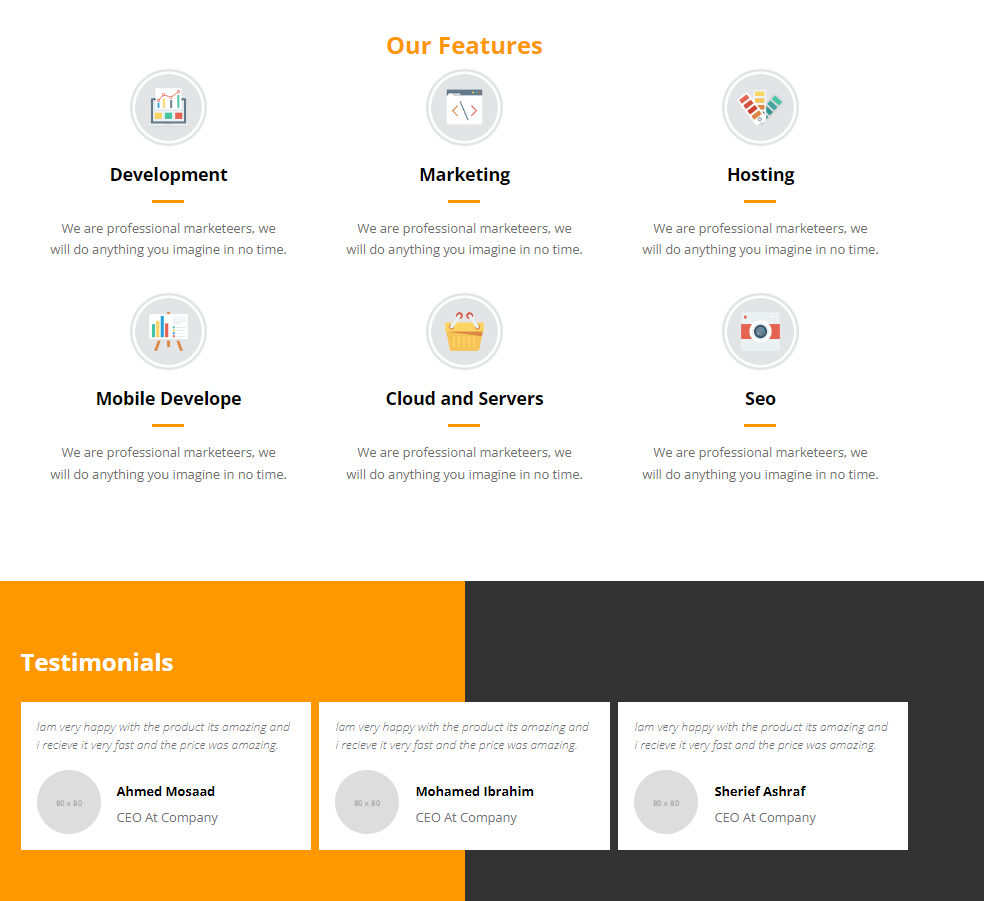 Our Features
Development
Marketing
Hosting
We are professional marketeers, we
will do anything you imagine in no time.
We are professional marketeers, we
will do anything you imagine in no time.
We are professional marketeers, we
will do anything you imagine in no time.
Mobile Develope
Cloud and Servers
Seo
We are professional marketeers, we
will do anything you imagine in no time.
We are professional marketeers, we
will do anything you imagine in no time.
We are professional marketeers, we
will do anything you imagine in no time.
Testimonials
Iam very happy with the product its amazing and
i recieve it very fast and the price was amazing.
80 x 80
Ahmed Mosaad
CEO At Company
Iam very happy with the product its amazing and
i recieve it very fast and the price was amazing.
80 x 80
Mohamed Ibrahim
CEO At Company
Iam very happy with the product its amazing and
i recieve it very fast and the price was amazing.
80 x 80
Sherief Ashraf
CEO At Company